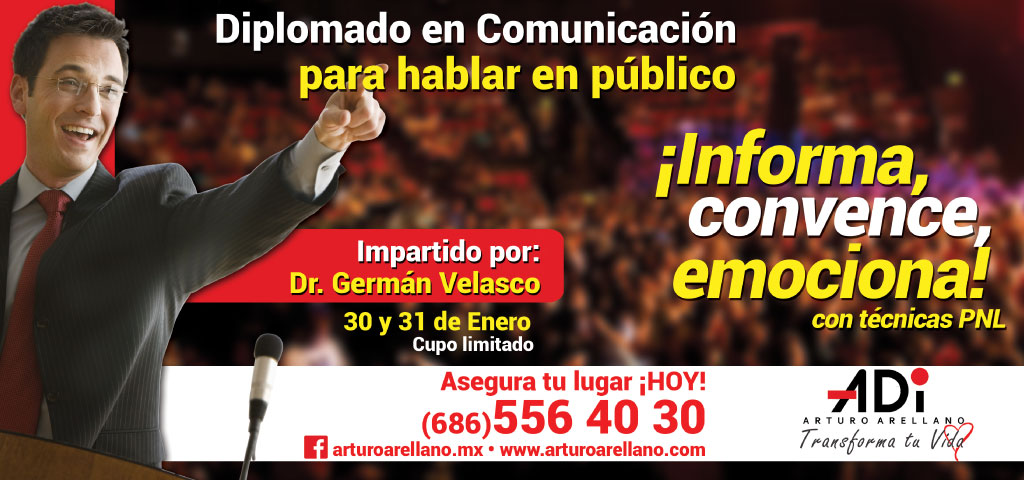 Diplomado en Comunicación
para hablar en público
¡Informa,
convence,
emociona!
con técnicas PNL
Impartido por:
Dr. Germán Velasco
30 y 31 de Enero
Cupo limitado
Asegura tu lugar ¡HOY!
(686) 556 40 30
arturoarellano.mx • www.arturoarellano.com
ADi
ARTURO ARELLANO
Transforma tu Vida